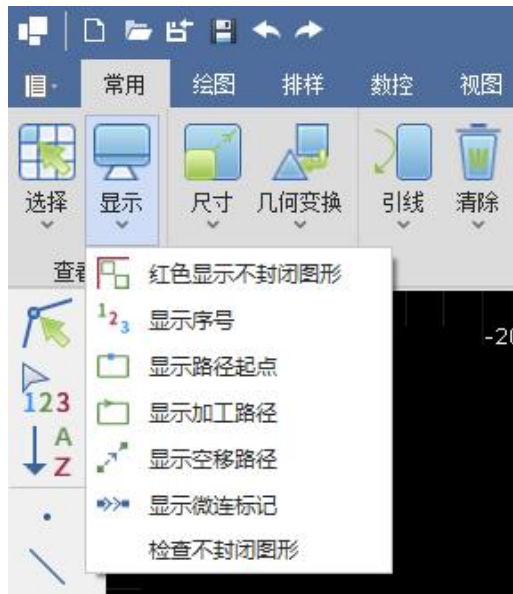 常用 绘图 排样 数控 视图
选择 显示 尺寸 几何变换 引线 清除
查
红色显示不封闭图形
123
显示序号
显示路径起点
-20
123
显示加工路径
A
Z
显示空移路径
显示微连标记
检查不封闭图形